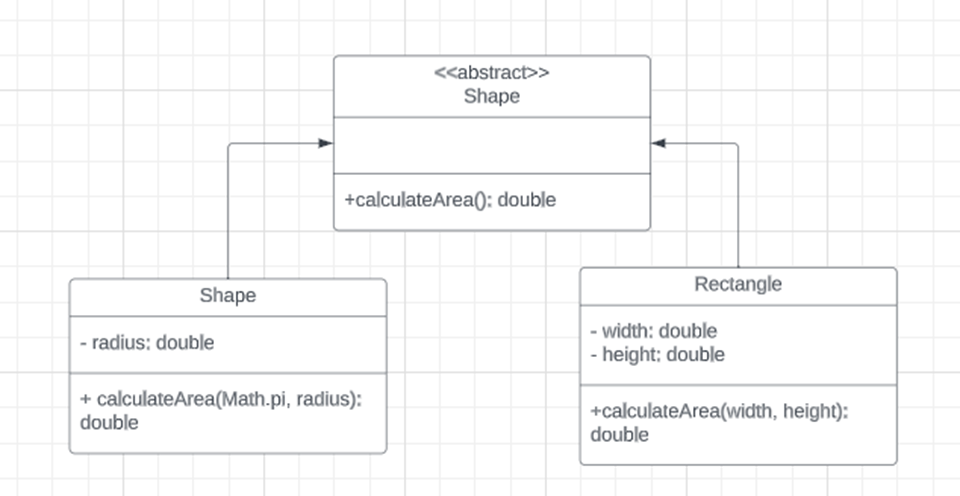 <<abstract>>
Shape
+calculateArea(): double
Shape
- radius: double
+ calculateArea(Math.pi, radius):
double
Rectangle
- width: double
- height: double
+calculateArea(width, height):
double